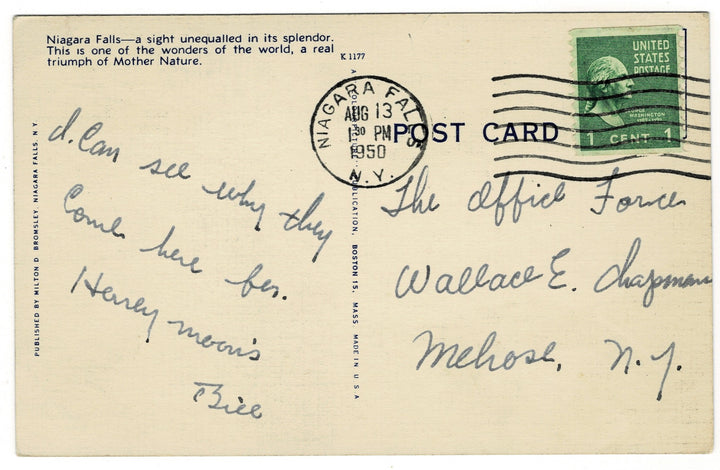 Niagara Falls—a sight unequalled in its splendor.
This is one of the wonders of the world, a real
triumph of Mother Nature.
K 1177
NIAGARA FALLS
AUG 13
1 30 PM
1950
N.Y.
UNITED
STATES
POSTAGE
GEORGE
WASHINGTON
1 CENT 1
POST CARD
I. Can see why they
Come here for.
Honey moon's
Bill
The Office Force
Wallace E. Chapman
Melrose, N.Y.
PUBLISHED BY MILTON D BROMSLEY, NIAGARA FALLS, N.Y.
PUBLICATION, BOSTON 15, MASS MADE IN U S A